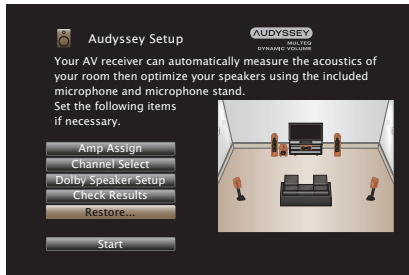 Audyssey Setup
AUDYSSEY
MULTEQ
DYNAMIC VOLUME
Your AV receiver can automatically measure the acoustics of
your room then optimize your speakers using the included
microphone and microphone stand.
Set the following items
if necessary.
Amp Assign
Channel Select
Dolby Speaker Setup
Check Results
Restore...
Start